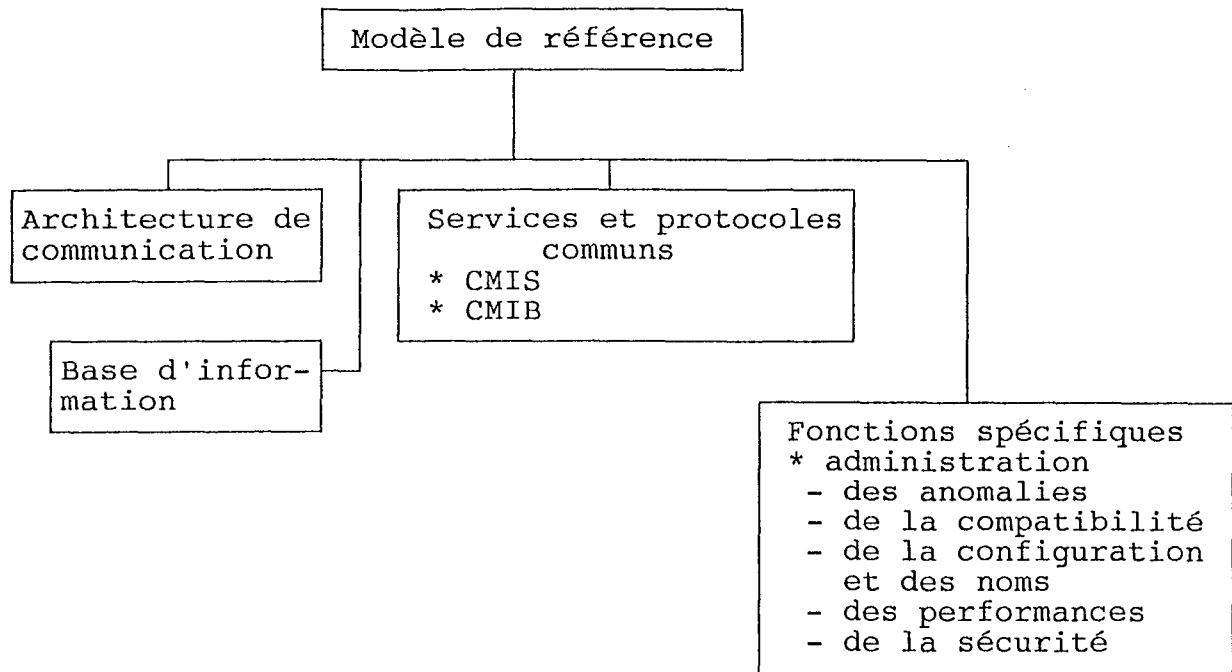 Modèle de référence
Architecture de
communication
Services et protocoles
communs
* CMIS
* CMIB
Base d'infor-
mation
Fonctions spécifiques
* administration
- des anomalies
- de la compatibilité
- de la configuration
et des noms
- des performances
- de la sécurité